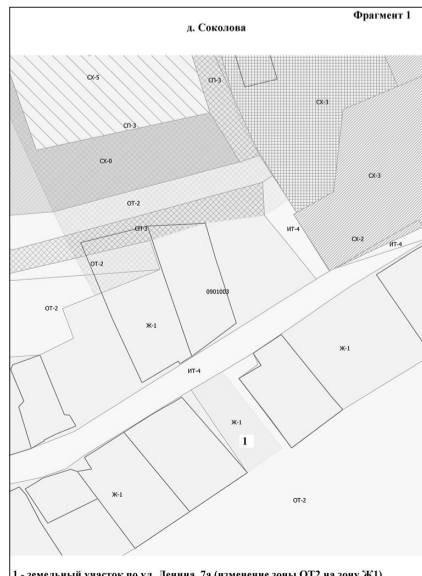 Фрагмент 1
д. Соколова
СХ-5
СП-3
СХ-3
СП-3
СХ-0
СХ-3
ОТ-2
СП-3
ИТ-4
СХ-2
ИТ-4
ОТ-2
0901003
ОТ-2
Ж-1
Ж-1
ИТ-4
Ж-1
1
Ж-1
ОТ-2
1 - земельный участок по ул. Ленина, 7а (изменение зоны ОТ2 на зону Ж1)